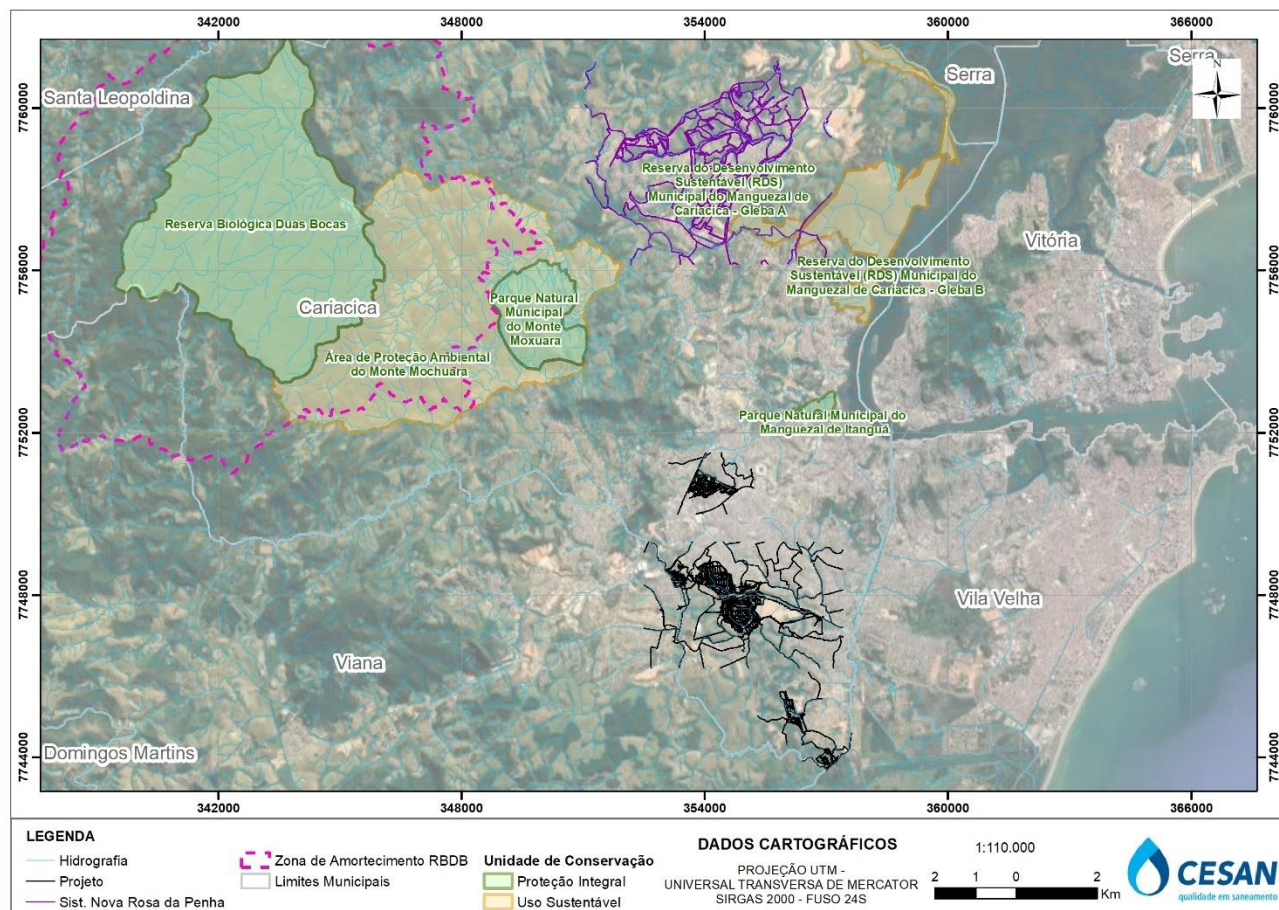 342000
348000
354000
360000
366000
Serra
Serra
N
Santa Leopoldina
7760000
7760000
Reserva do Desenvolvimento
Sustentável (RDS)
Municipal do Manguezal de
Cariacica - Gleba A
Reserva Biológica Duas Bocas
Vitória
7756000
7756000
Reserva do Desenvolvimento
Sustentável (RDS) Municipal do
Manguezal de Cariacica - Gleba B
Parque Natural
Municipal
do Monte
Moxuara
Cariacica
Área de Proteção Ambiental
do Monte Mochuara
Parque Natural Municipal do
Manguezal de Itanguá
7752000
7752000
7748000
7748000
Vila Velha
Viana
Domingos Martins
7744000
7744000
342000
348000
354000
360000
366000
LEGENDA
Hidrografia
Projeto
Sist. Nova Rosa da Penha
Zona de Amortecimento RBDB
Limites Municipais
Unidade de Conservação
Proteção Integral
Uso Sustentável
DADOS CARTOGRÁFICOS
PROJEÇÃO UTM -
UNIVERSAL TRANSVERSA DE MERCATOR
SIRGAS 2000 - FUSO 24S
1:110.000
2 1 0 2
Km
CESAN
qualidade em saneamento